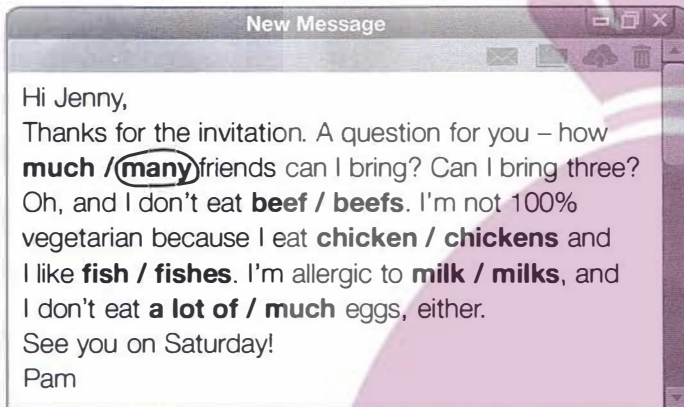 New Message
Hi Jenny,
Thanks for the invitation. A question for you – how
much / many friends can I bring? Can I bring three?
Oh, and I don't eat beef / beefs. I'm not 100%
vegetarian because I eat chicken / chickens and
I like fish / fishes. I'm allergic to milk / milks, and
I don't eat a lot of / much eggs, either.
See you on Saturday!
Pam